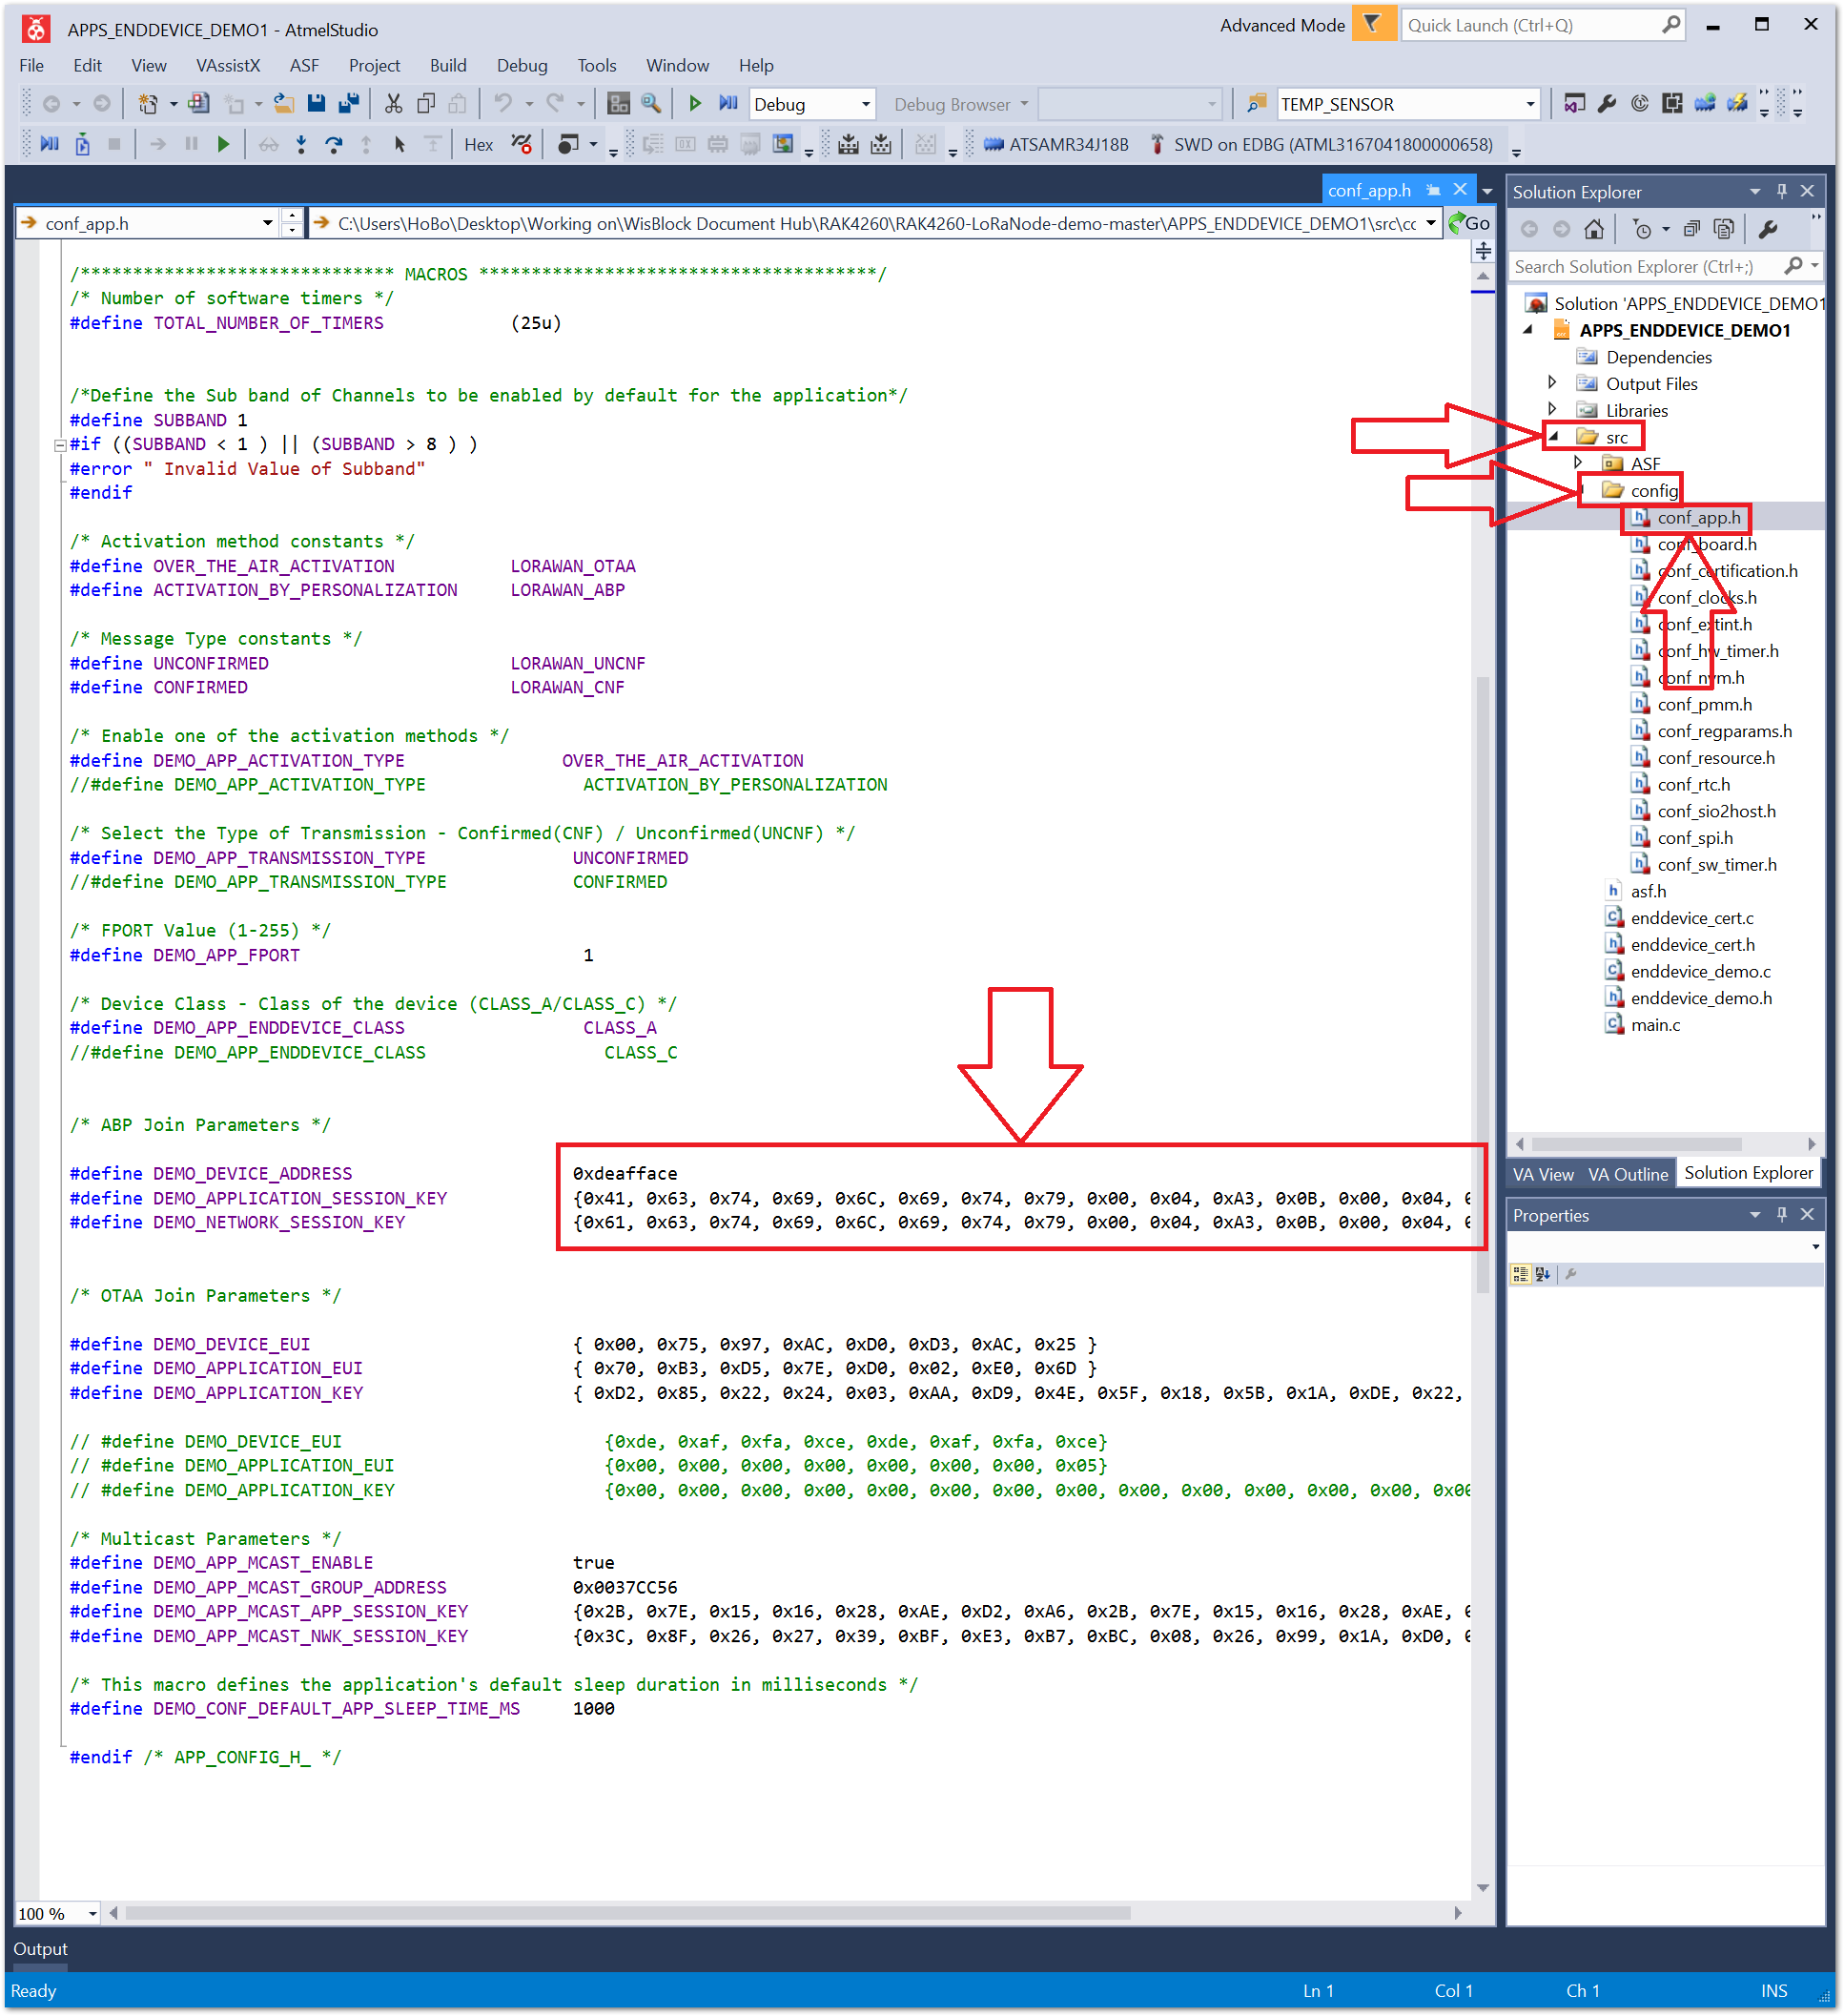 APPS_ENDDEVICE_DEMO1 - AtmelStudio
Advanced Mode
Quick Launch (Ctrl+Q)
File Edit View VAssistX ASF Project Build Debug Tools Window Help
Debug
Debug Browser
TEMP_SENSOR
Hex
ATSAMR34J18B
SWD on EDBG (ATML3167041800000658)
conf_app.h
conf_app.h
C:\Users\HoBo\Desktop\Working on\WisBlock Document Hub\RAK4260\RAK4260-LoRaNode-demo-master\APPS_ENDDEVICE_DEMO1\src\cc
Go
/****************************** MACROS **************************************/
/* Number of software timers */
#define TOTAL_NUMBER_OF_TIMERS (25u)
/*Define the Sub band of Channels to be enabled by default for the application*/
#define SUBBAND 1
#if ((SUBBAND < 1 ) || (SUBBAND > 8 ) )
#error " Invalid Value of Subband"
#endif
/* Activation method constants */
#define OVER_THE_AIR_ACTIVATION LORAWAN_OTAA
#define ACTIVATION_BY_PERSONALIZATION LORAWAN_ABP
/* Message Type constants */
#define UNCONFIRMED LORAWAN_UNCNF
#define CONFIRMED LORAWAN_CNF
/* Enable one of the activation methods */
#define DEMO_APP_ACTIVATION_TYPE OVER_THE_AIR_ACTIVATION
//#define DEMO_APP_ACTIVATION_TYPE ACTIVATION_BY_PERSONALIZATION
/* Select the Type of Transmission - Confirmed(CNF) / Unconfirmed(UNCNF) */
#define DEMO_APP_TRANSMISSION_TYPE UNCONFIRMED
//#define DEMO_APP_TRANSMISSION_TYPE CONFIRMED
/* FPORT Value (1-255) */
#define DEMO_APP_FPORT 1
/* Device Class - Class of the device (CLASS_A/CLASS_C) */
#define DEMO_APP_ENDDEVICE_CLASS CLASS_A
//#define DEMO_APP_ENDDEVICE_CLASS CLASS_C
/* ABP Join Parameters */
#define DEMO_DEVICE_ADDRESS 0xdeafface
#define DEMO_APPLICATION_SESSION_KEY {0x41, 0x63, 0x74, 0x69, 0x6C, 0x69, 0x74, 0x79, 0x00, 0x04, 0xA3, 0x0B, 0x00, 0x04, 0
#define DEMO_NETWORK_SESSION_KEY {0x61, 0x63, 0x74, 0x69, 0x6C, 0x69, 0x74, 0x79, 0x00, 0x04, 0xA3, 0x0B, 0x00, 0x04, 0
/* OTAA Join Parameters */
#define DEMO_DEVICE_EUI { 0x00, 0x75, 0x97, 0xAC, 0xD0, 0xD3, 0xAC, 0x25 }
#define DEMO_APPLICATION_EUI { 0x70, 0xB3, 0xD5, 0x7E, 0xD0, 0x02, 0xE0, 0x6D }
#define DEMO_APPLICATION_KEY { 0xD2, 0x85, 0x22, 0x24, 0x03, 0xAA, 0xD9, 0x4E, 0x5F, 0x18, 0x5B, 0x1A, 0xDE, 0x22,
// #define DEMO_DEVICE_EUI {0xde, 0xaf, 0xfa, 0xce, 0xde, 0xaf, 0xfa, 0xce}
// #define DEMO_APPLICATION_EUI {0x00, 0x00, 0x00, 0x00, 0x00, 0x00, 0x00, 0x05}
// #define DEMO_APPLICATION_KEY {0x00, 0x00, 0x00, 0x00, 0x00, 0x00, 0x00, 0x00, 0x00, 0x00, 0x00, 0x00, 0x00, 0x00
/* Multicast Parameters */
#define DEMO_APP_MCAST_ENABLE true
#define DEMO_APP_MCAST_GROUP_ADDRESS 0x0037CC56
#define DEMO_APP_MCAST_APP_SESSION_KEY {0x2B, 0x7E, 0x15, 0x16, 0x28, 0xAE, 0xD2, 0xA6, 0x2B, 0x7E, 0x15, 0x16, 0x28, 0xAE, 0
#define DEMO_APP_MCAST_NWK_SESSION_KEY {0x3C, 0x8F, 0x26, 0x27, 0x39, 0xBF, 0xE3, 0xB7, 0xBC, 0x08, 0x26, 0x99, 0x1A, 0xD0, 0
/* This macro defines the application's default sleep duration in milliseconds */
#define DEMO_CONF_DEFAULT_APP_SLEEP_TIME_MS 1000
#endif /* APP_CONFIG_H_ */
100 %
Solution Explorer
Search Solution Explorer (Ctrl+;)
Solution 'APPS_ENDDEVICE_DEMO1
APPS_ENDDEVICE_DEMO1
Dependencies
Output Files
Libraries
src
ASF
config
conf_app.h
conf_board.h
conf_certification.h
conf_clocks.h
conf_extint.h
conf_hw_timer.h
conf_nvm.h
conf_pmm.h
conf_regparams.h
conf_resource.h
conf_rtc.h
conf_sio2host.h
conf_spi.h
conf_sw_timer.h
asf.h
enddevice_cert.c
enddevice_cert.h
enddevice_demo.c
enddevice_demo.h
main.c
VA View VA Outline Solution Explorer
Properties
Output
Ready Ln 1 Col 1 Ch 1 INS